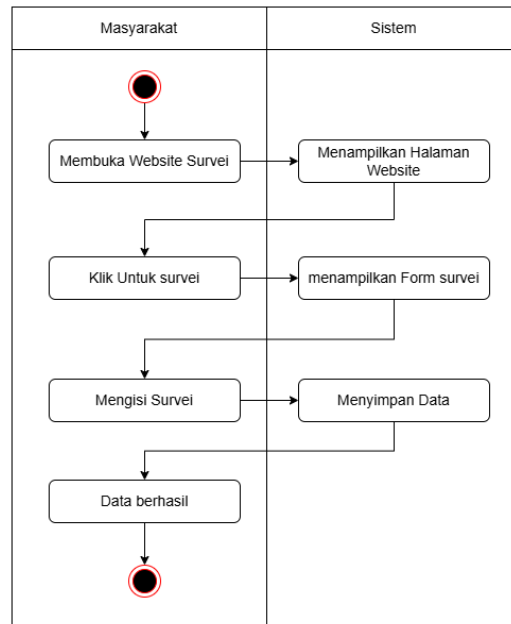 Masyarakat
Sistem
Membuka Website Survei
Menampilkan Halaman
Website
Klik Untuk survei
menampilkan Form survei
Mengisi Survei
Menyimpan Data
Data berhasil